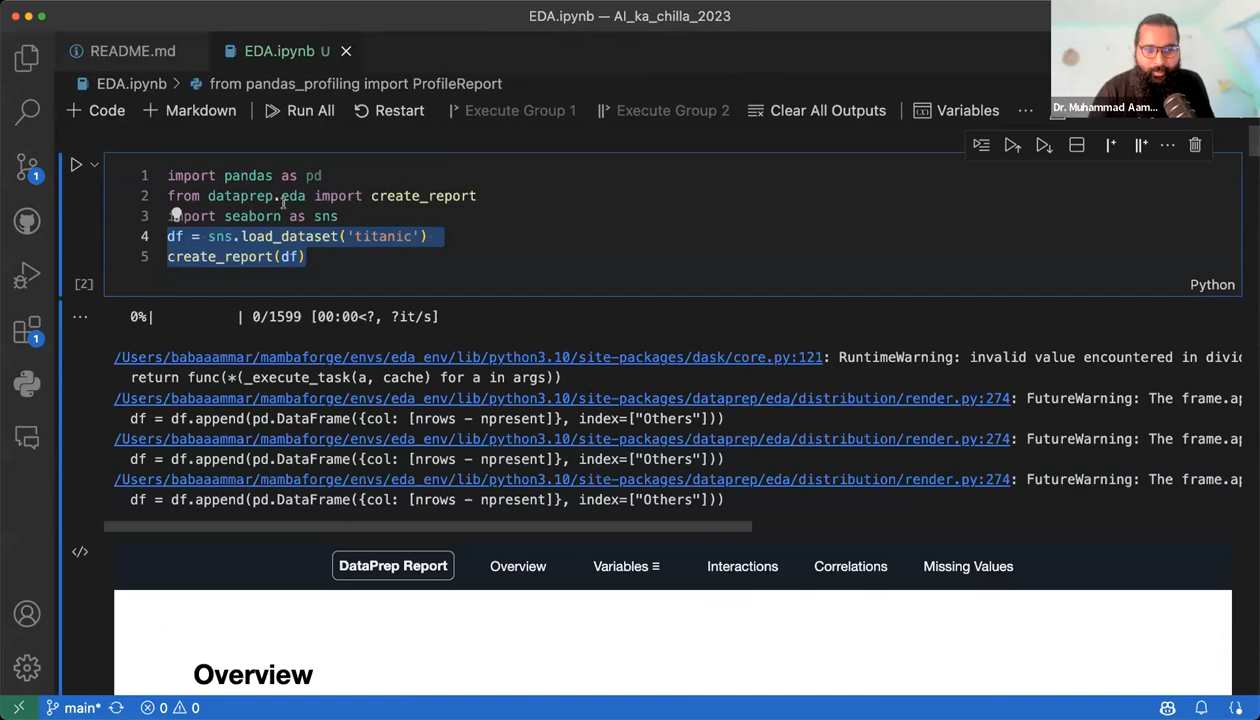 EDA.ipynb — AI_ka_chilla_2023
README.md
EDA.ipynb U
EDA.ipynb > from pandas_profiling import ProfileReport
+ Code + Markdown Run All Restart Execute Group 1 Execute Group 2 Clear All Outputs Variables ...
Dr. Muhammad Aam...
1 import pandas as pd
2 from dataprep.eda import create_report
3 import seaborn as sns
4 df = sns.load_dataset('titanic')
5 create_report(df)
[2]
Python
0%| | 0/1599 [00:00<?, ?it/s]
/Users/babaaammar/mambaforge/envs/eda_env/lib/python3.10/site-packages/dask/core.py:121: RuntimeWarning: invalid value encountered in divid
return func(*(_execute_task(a, cache) for a in args))
/Users/babaaammar/mambaforge/envs/eda_env/lib/python3.10/site-packages/dataprep/eda/distribution/render.py:274: FutureWarning: The frame.ap
df = df.append(pd.DataFrame({col: [nrows - npresent]}, index=["Others"]))
/Users/babaaammar/mambaforge/envs/eda_env/lib/python3.10/site-packages/dataprep/eda/distribution/render.py:274: FutureWarning: The frame.ap
df = df.append(pd.DataFrame({col: [nrows - npresent]}, index=["Others"]))
/Users/babaaammar/mambaforge/envs/eda_env/lib/python3.10/site-packages/dataprep/eda/distribution/render.py:274: FutureWarning: The frame.ap
df = df.append(pd.DataFrame({col: [nrows - npresent]}, index=["Others"]))
DataPrep Report Overview Variables ≡ Interactions Correlations Missing Values
Overview
1
1
main* 0 0